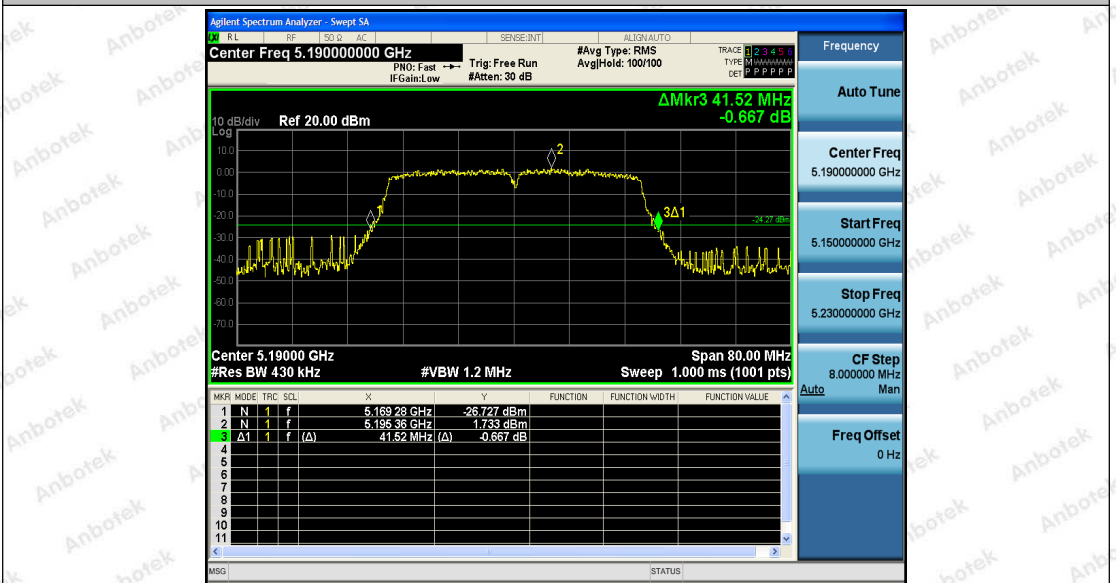 Agilent Spectrum Analyzer - Swept SA
LXI RL RF 50 Ω AC SENSE:INT ALIGNAUTO
Center Freq 5.190000000 GHz
PNO: Fast
IFGain:Low
Trig: Free Run
#Atten: 30 dB
#Avg Type: RMS
Avg|Hold: 100/100
TRACE 1 2 3 4 5 6
TYPE M
DET P P P P P P
ΔMkr3 41.52 MHz
-0.667 dB
10 dB/div Ref 20.00 dBm
Log
10.0
0.00
-10.0
-20.0
-30.0
-40.0
-50.0
-60.0
-70.0
1
2
3Δ1
-24.27 dBm
Center 5.19000 GHz Span 80.00 MHz
#Res BW 430 kHz #VBW 1.2 MHz Sweep 1.000 ms (1001 pts)
MKR MODE TRC SCL X Y FUNCTION FUNCTION WIDTH FUNCTION VALUE
1 N 1 f 5.169 28 GHz -26.727 dBm
2 N 1 f 5.195 36 GHz 1.733 dBm
3 Δ1 1 f (Δ) 41.52 MHz (Δ) -0.667 dB
4
5
6
7
8
9
10
11
MSG STATUS
Frequency
Auto Tune
Center Freq
5.190000000 GHz
Start Freq
5.150000000 GHz
Stop Freq
5.230000000 GHz
CF Step
8.000000 MHz
Auto Man
Freq Offset
0 Hz
Anbotek